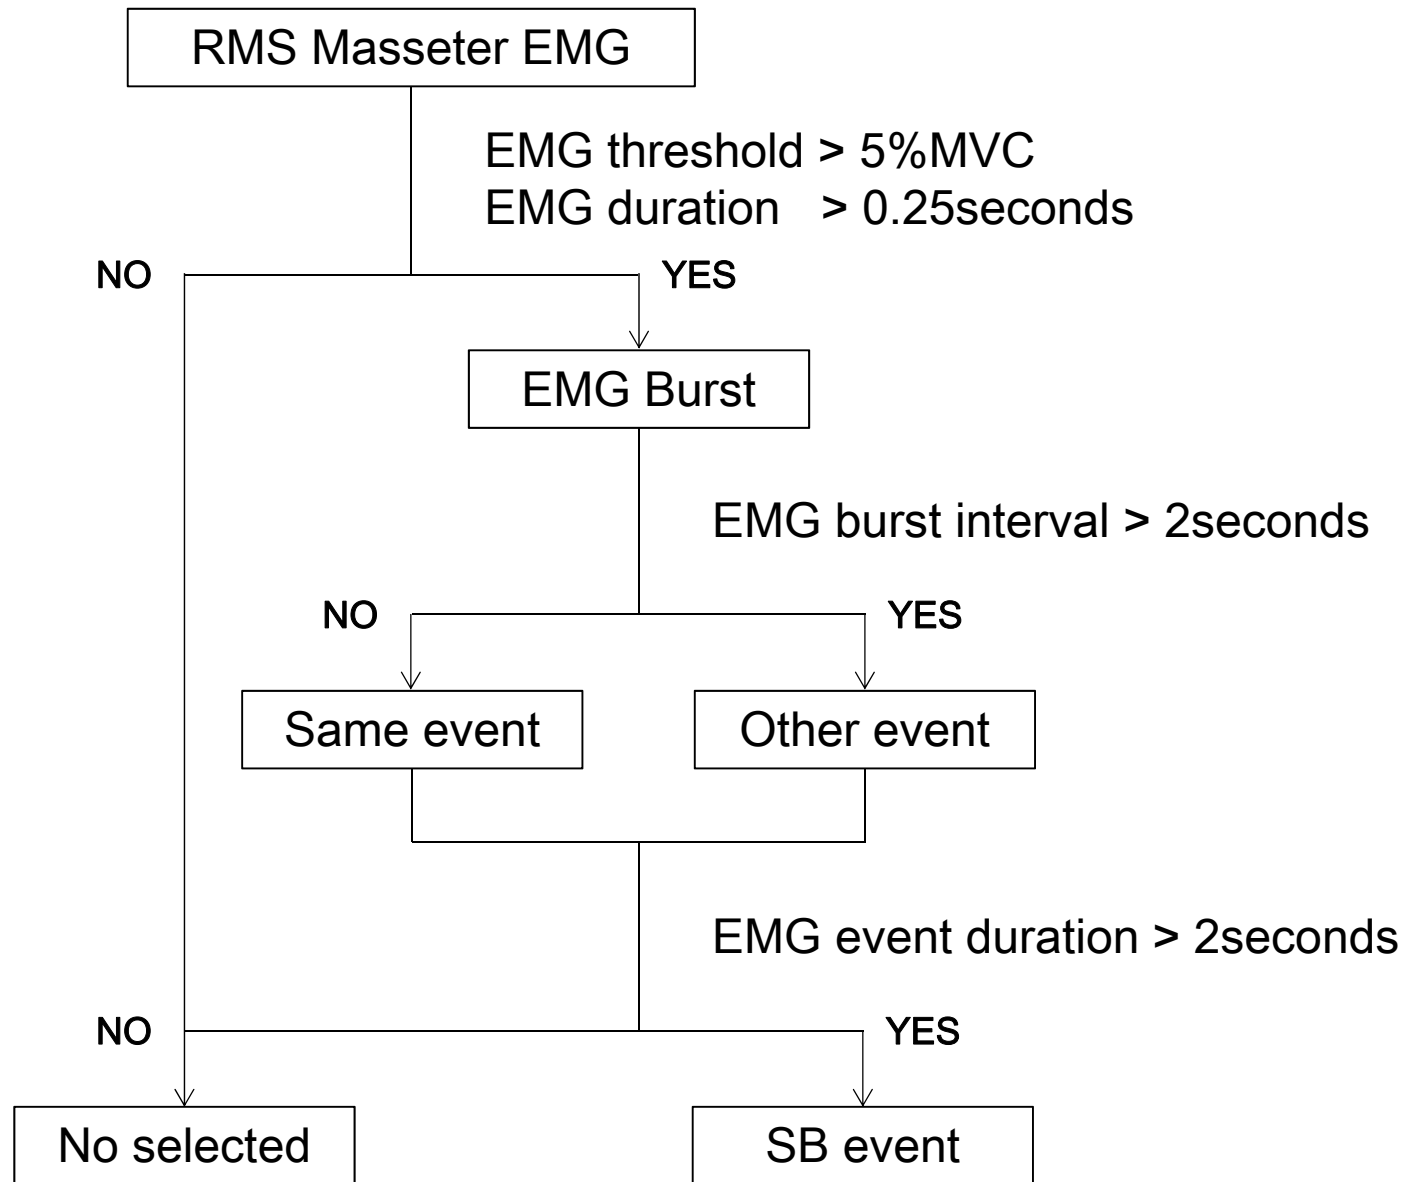 RMS Masseter EMG
EMG threshold > 5%MVC
EMG duration > 0.25seconds
NO
YES
EMG Burst
EMG burst interval > 2seconds
NO
YES
Same event
Other event
EMG event duration > 2seconds
NO
YES
No selected
SB event